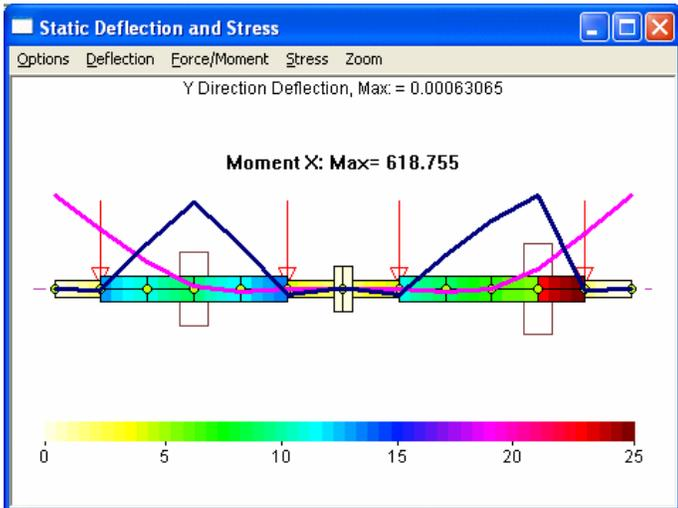 Static Deflection and Stress
Options Deflection Force/Moment Stress Zoom
Y Direction Deflection, Max: = 0.00063065
Moment X: Max= 618.755
0 5 10 15 20 25